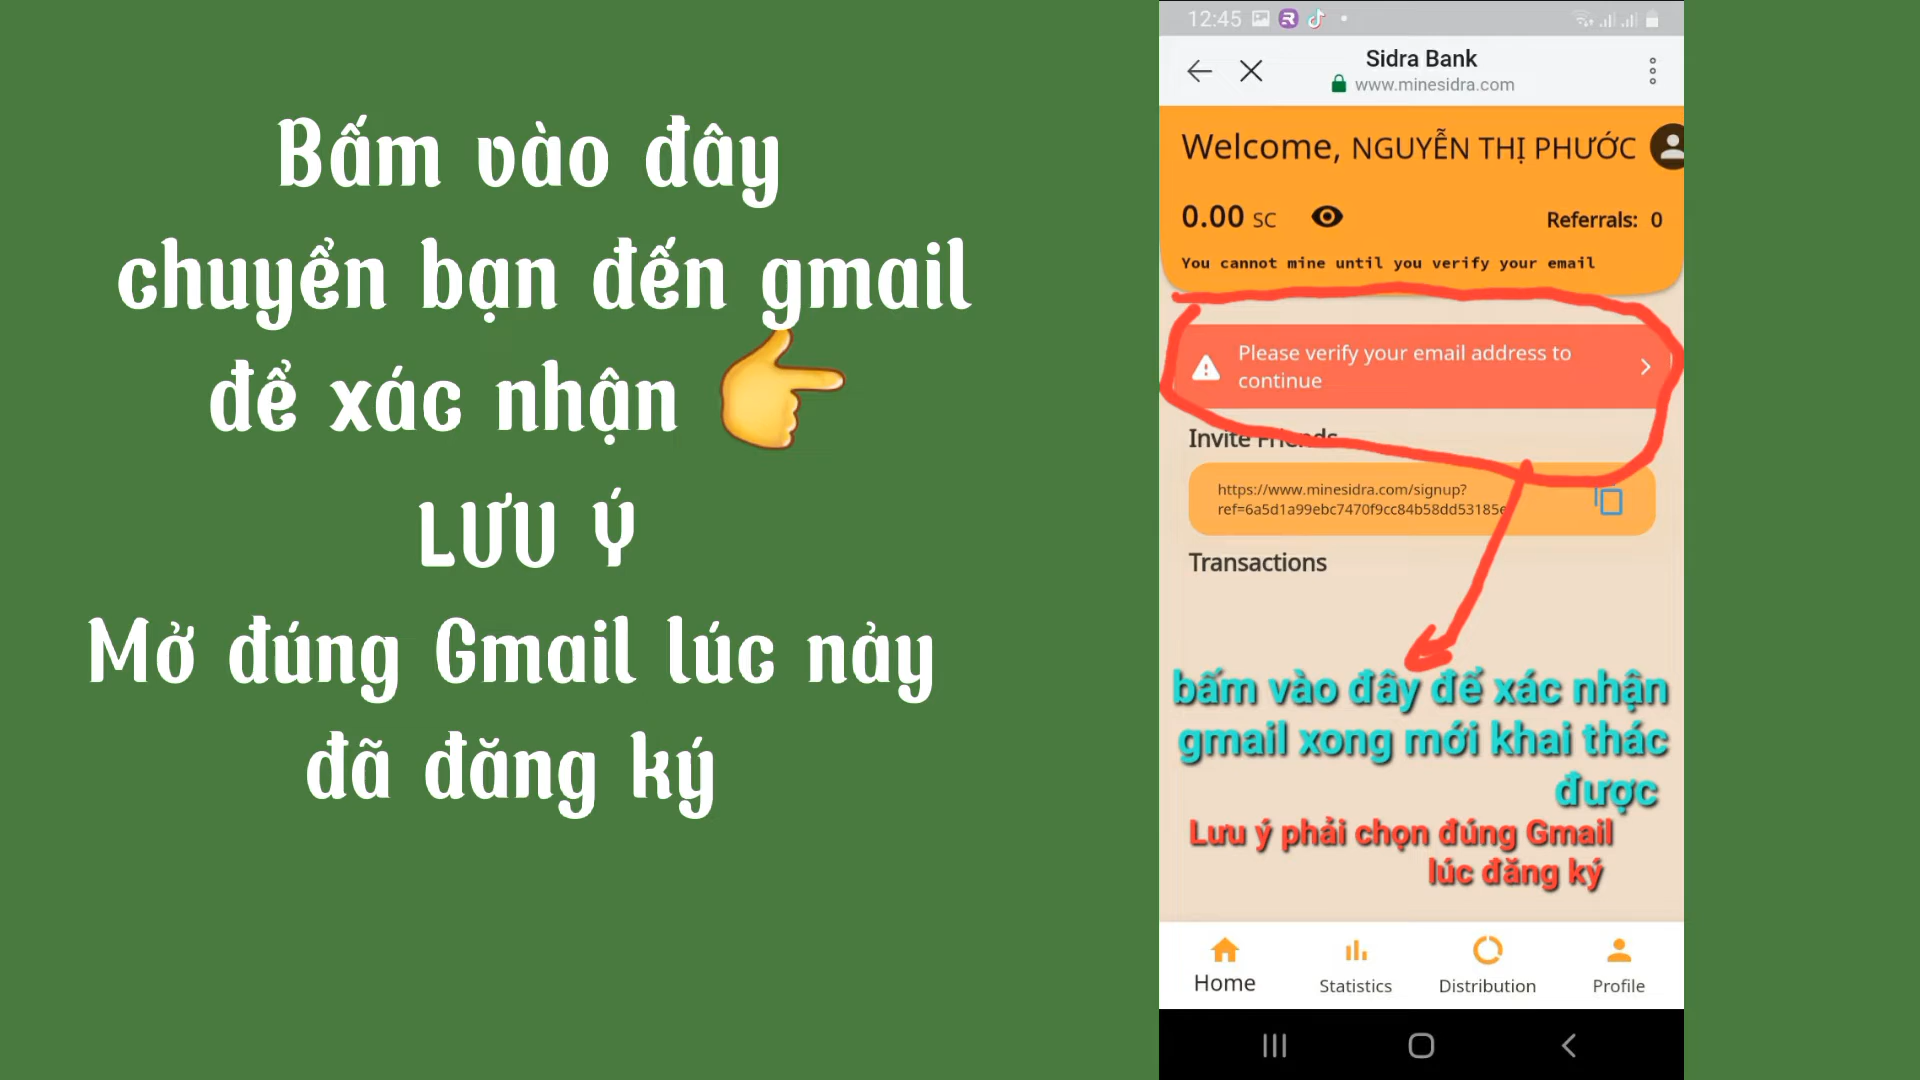 Bấm vào đây
chuyển bạn đến gmail
để xác nhận
LƯU Ý
Mở đúng Gmail lúc nảy
đã đăng ký
12:45
Sidra Bank
www.minesidra.com
Welcome, NGUYỄN THỊ PHƯỚC
0.00 SC
Referrals: 0
You cannot mine until you verify your email
Please verify your email address to
continue
Invite Friends
https://www.minesidra.com/signup?
ref=6a5d1a99ebc7470f9cc84b58dd53185e
Transactions
bấm vào đây để xác nhận
gmail xong mới khai thác
được
Lưu ý phải chọn đúng Gmail
lúc đăng ký
Home
Statistics
Distribution
Profile